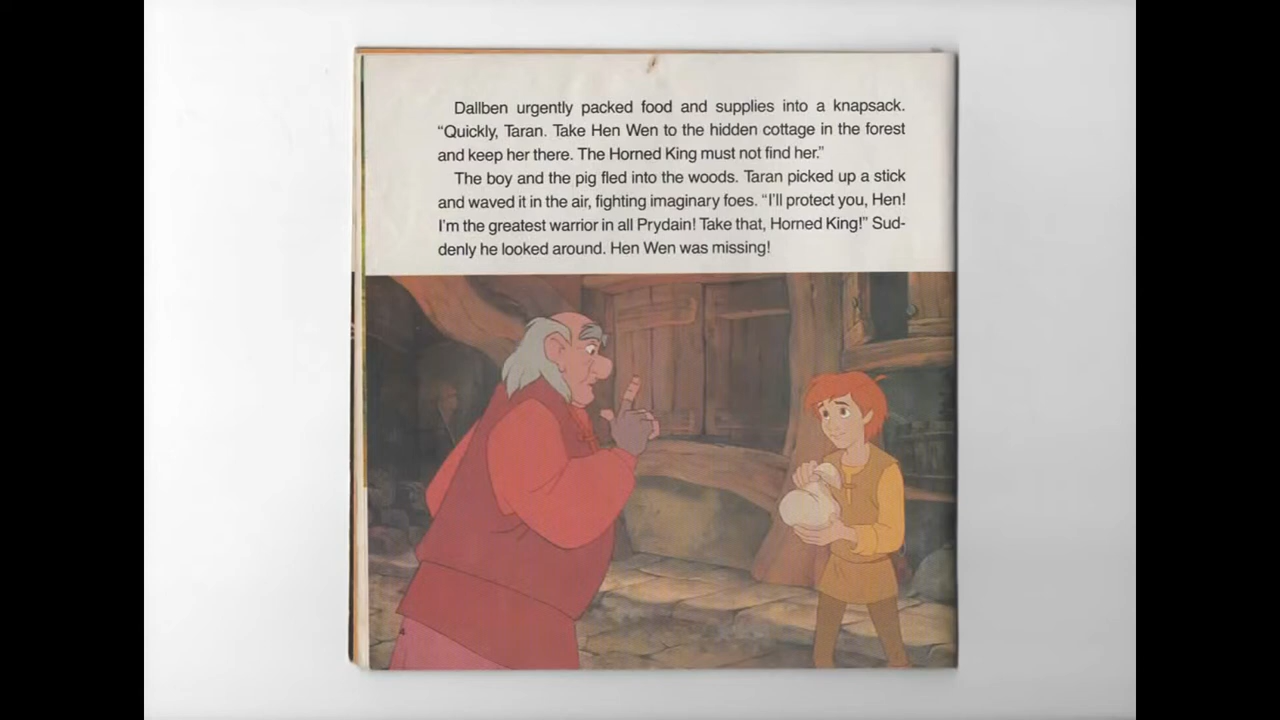 Dallben urgently packed food and supplies into a knapsack.
“Quickly, Taran. Take Hen Wen to the hidden cottage in the forest
and keep her there. The Horned King must not find her.”
The boy and the pig fled into the woods. Taran picked up a stick
and waved it in the air, fighting imaginary foes. “I’ll protect you, Hen!
I’m the greatest warrior in all Prydain! Take that, Horned King!” Sud-
denly he looked around. Hen Wen was missing!